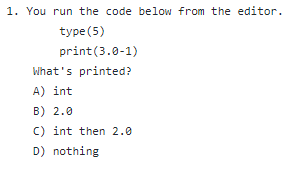 1. You run the code below from the editor.
type(5)
print(3.0-1)
What's printed?
A) int
B) 2.0
C) int then 2.0
D) nothing